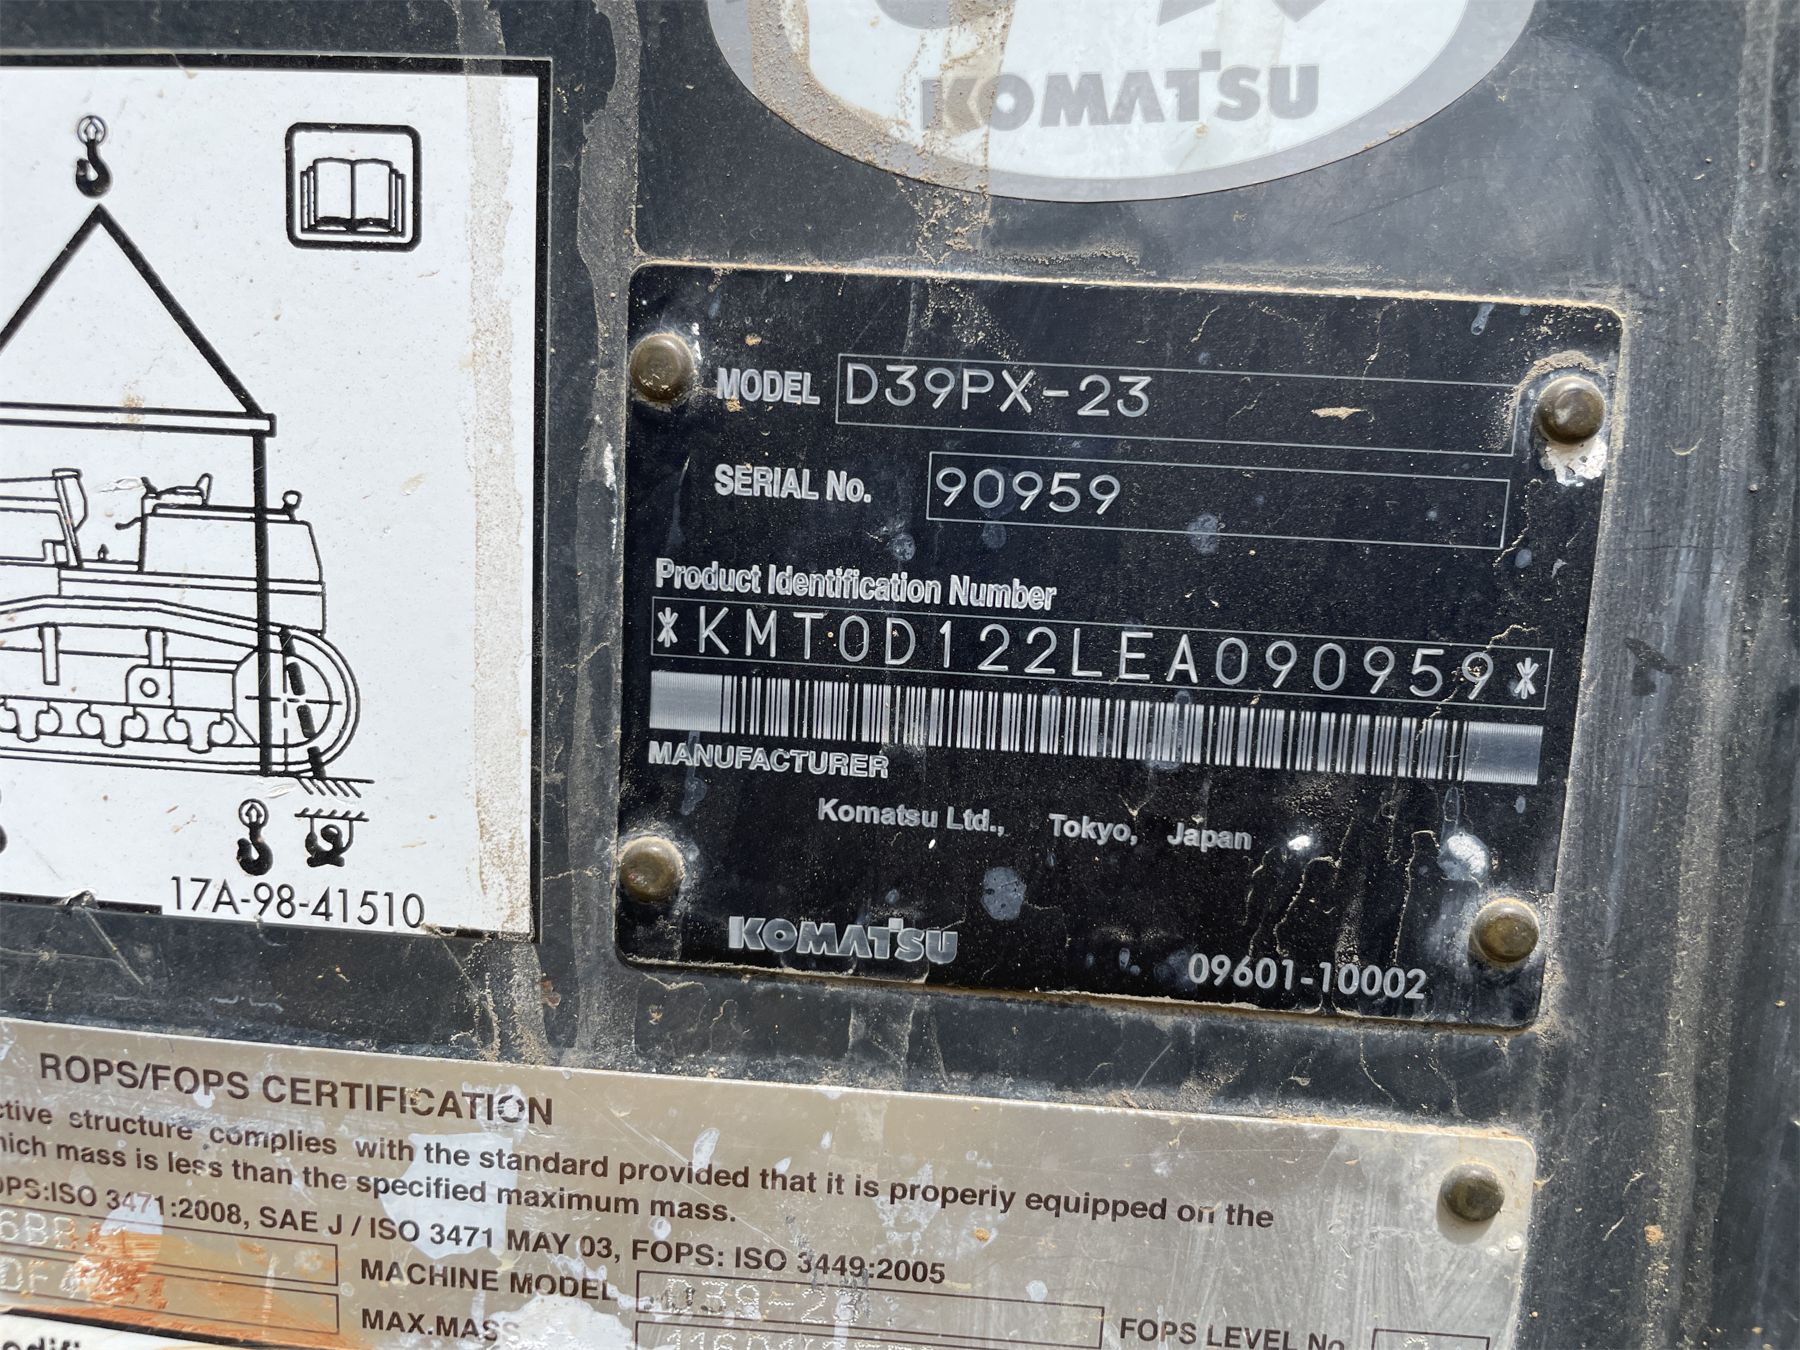 KOMATSU
MODEL D39PX-23
SERIAL No. 90959
Product Identification Number
*KMT0D122LEA090959*
MANUFACTURER
Komatsu Ltd., Tokyo, Japan
KOMATSU
09601-10002
17A-98-41510
ROPS/FOPS CERTIFICATION
structure complies with the standard provided that it is properly equipped on the
mass is less than the specified maximum mass.
ISO 3471:2008, SAE J / ISO 3471 MAY 03, FOPS: ISO 3449:2005
MACHINE MODEL D39-23
MAX.MASS
FOPS LEVEL No